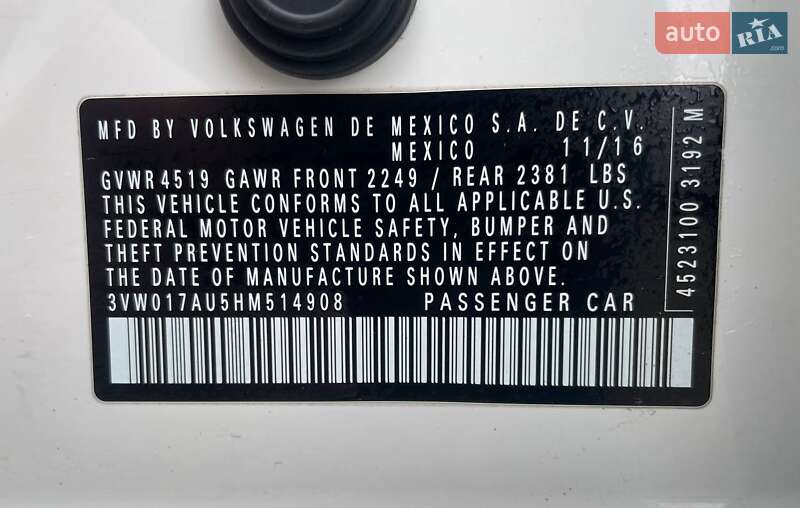 auto RIA.com
MFD BY VOLKSWAGEN DE MEXICO S.A. DE C.V.
MEXICO 11/16
GVWR 4519 GAWR FRONT 2249 / REAR 2381 LBS
THIS VEHICLE CONFORMS TO ALL APPLICABLE U.S.
FEDERAL MOTOR VEHICLE SAFETY, BUMPER AND
THEFT PREVENTION STANDARDS IN EFFECT ON
THE DATE OF MANUFACTURE SHOWN ABOVE.
3VW017AU5HM514908 PASSENGER CAR
4523100 3192 M